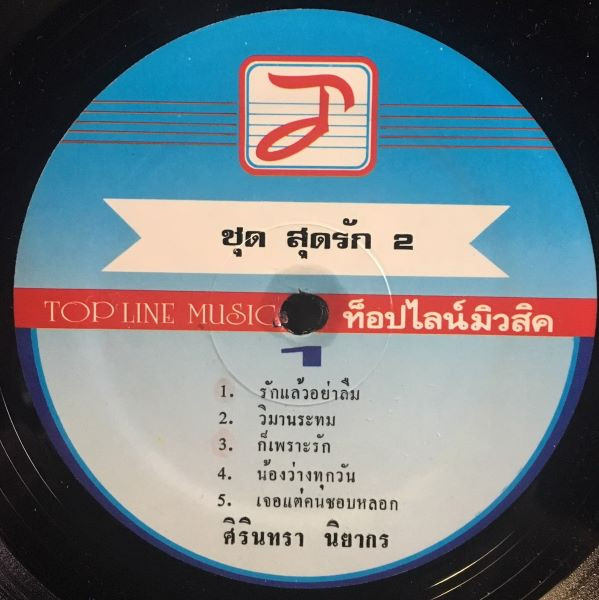 ชุด สุดรัก 2
TOP LINE MUSIC ท็อปไลน์มิวสิค
1
1. รักแล้วอย่าลืม
2. วิมานระทม
3. ก็เพราะรัก
4. น้องว่างทุกวัน
5. เจอแต่คนชอบหลอก
ศิรินทรา นิยากร